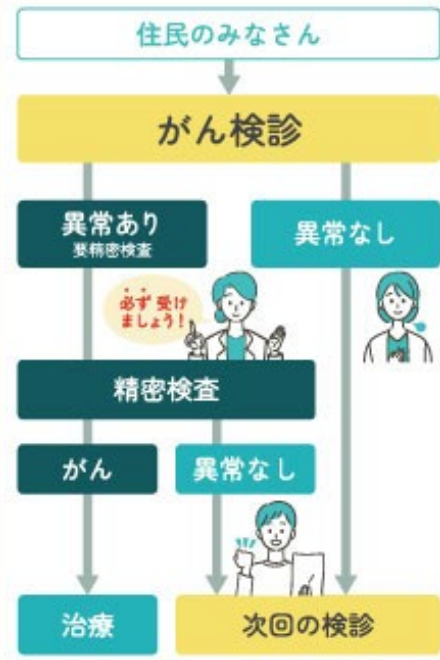 住民のみなさん
がん検診
異常あり
要精密検査
異常なし
必ず受け
ましょう!
精密検査
がん
異常なし
治療
次回の検診